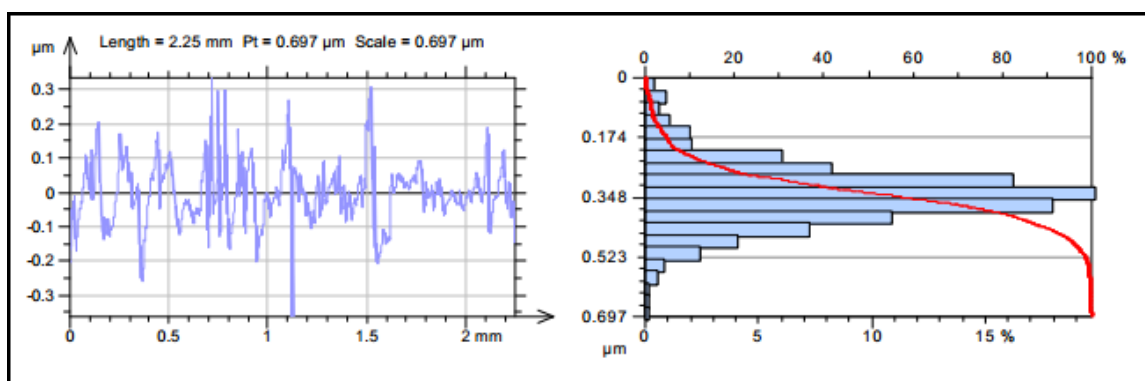 µm Length = 2.25 mm Pt = 0.697 µm Scale = 0.697 µm
0.3
0.2
0.1
0
-0.1
-0.2
-0.3
0 0.5 1 1.5 2 mm
0 20 40 60 80 100 %
0
0.174
0.348
0.523
0.697
µm
0 5 10 15 %